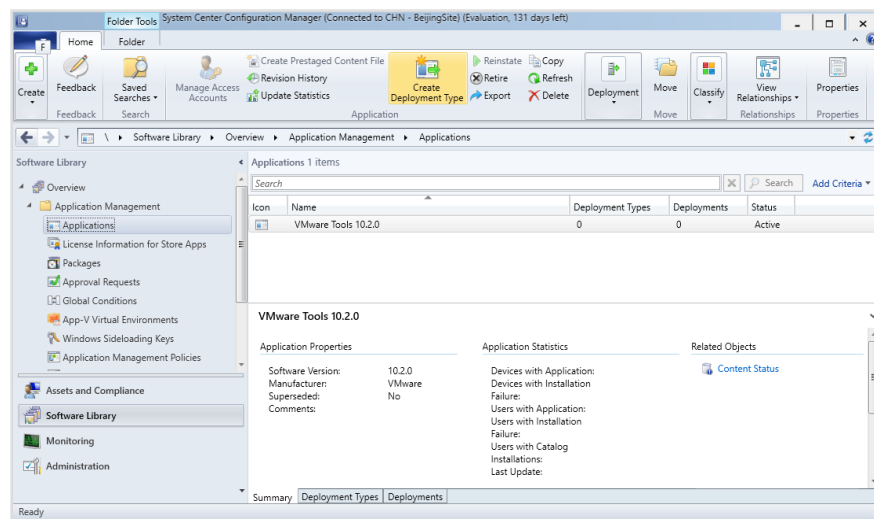 Folder Tools System Center Configuration Manager (Connected to CHN - BeijingSite) (Evaluation, 131 days left)
F Home Folder
Create
Feedback
Saved Searches
Manage Access Accounts
Create Prestaged Content File
Revision History
Update Statistics
Create Deployment Type
Reinstate
Retire
Export
Copy
Refresh
Delete
Deployment
Move
Classify
View Relationships
Properties
Feedback Search Application Move Relationships Properties
\ Software Library Overview Application Management Applications
Software Library
Overview
Application Management
Applications
License Information for Store Apps
Packages
Approval Requests
Global Conditions
App-V Virtual Environments
Windows Sideloading Keys
Application Management Policies
Assets and Compliance
Software Library
Monitoring
Administration
Applications 1 items
Search Search Add Criteria
Icon Name Deployment Types Deployments Status
VMware Tools 10.2.0 0 0 Active
VMware Tools 10.2.0
Application Properties
Software Version: 10.2.0
Manufacturer: VMware
Superseded: No
Comments:
Application Statistics
Devices with Application:
Devices with Installation
Failure:
Users with Application:
Users with Installation
Failure:
Users with Catalog
Installations:
Last Update:
Related Objects
Content Status
Summary Deployment Types Deployments
Ready